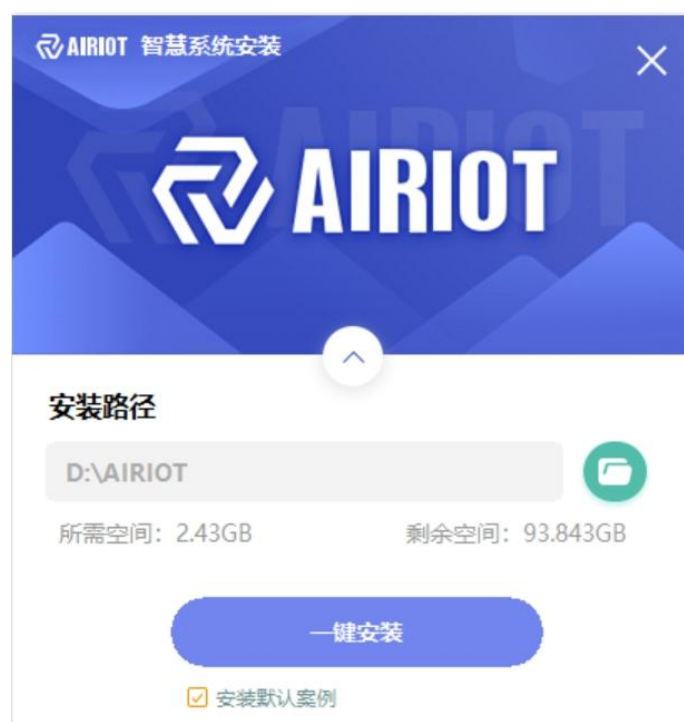 AIRIOT 智慧系统安装
AIRIOT
安装路径
D:\AIRIOT
所需空间：2.43GB 剩余空间：93.843GB
一键安装
安装默认案例